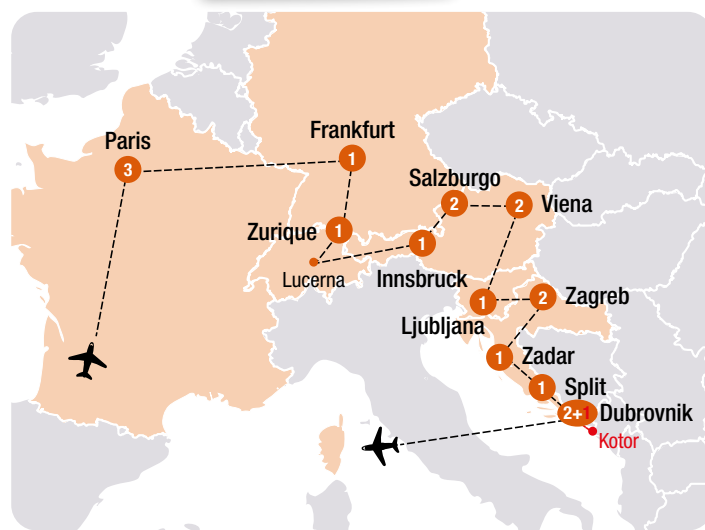 Paris
3
Frankfurt
1
Salzburgo
2
2
Viena
Zurique
1
1
Innsbruck
Lucerna
1
Ljubljana
2
Zagreb
1
Zadar
1
Split
2+1
Dubrovnik
Kotor